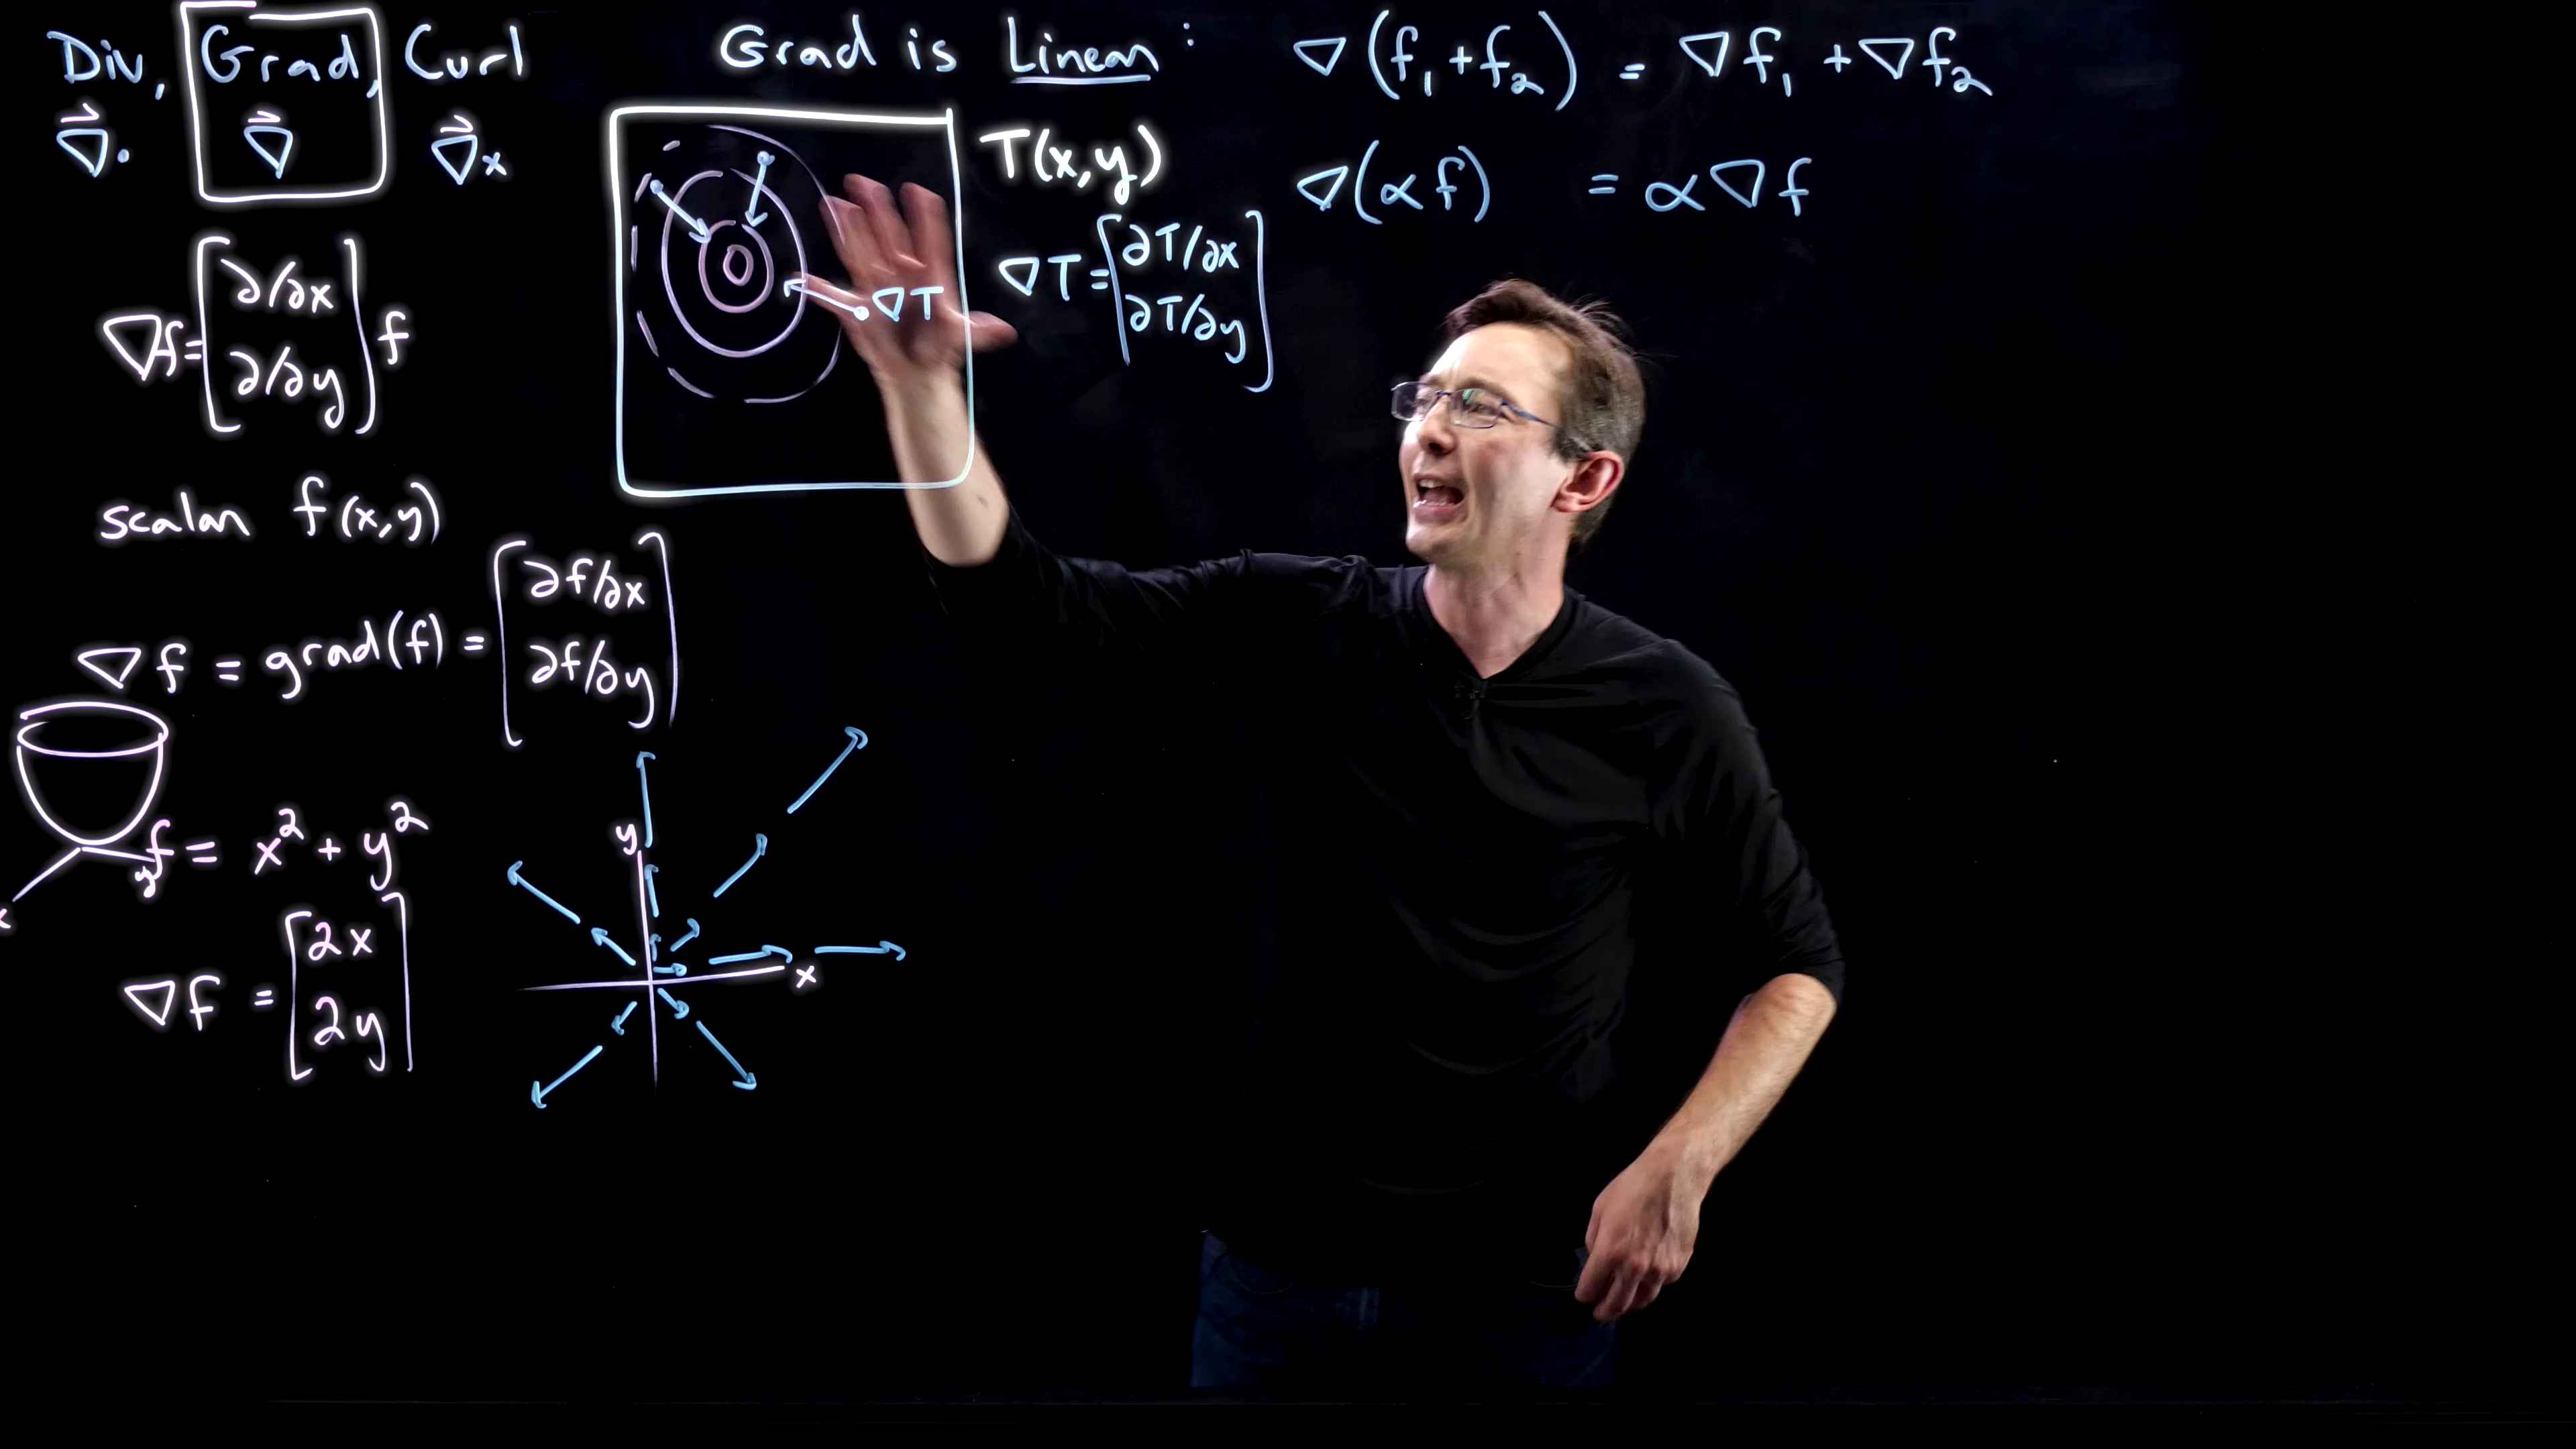 Div, Grad, Curl
∇⃗· ∇⃗ ∇⃗x
∇f = [∂/∂x
∂/∂y] f
scalar f(x,y)
∇f = grad(f) = [∂f/∂x
∂f/∂y]
f = x² + y²
x y
∇f = [2x
2y]
y
x
Grad is Linear:
∇(f₁+f₂) = ∇f₁ + ∇f₂
∇(αf) = α∇f
T(x,y)
∇T = [∂T/∂x
∂T/∂y]
∇T